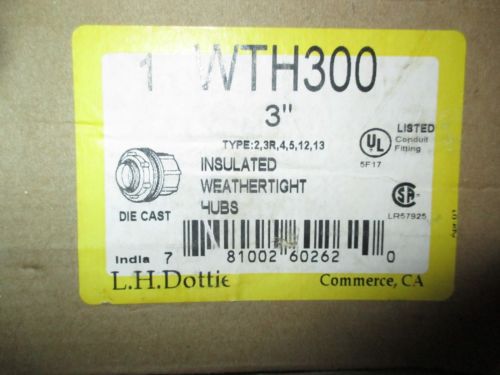 1 WTH300
3"
TYPE:2,3R,4,5,12,13
INSULATED
WEATHERTIGHT
HUBS
DIE CAST
UL
LISTED
Conduit
Fitting
5F17
LR57925
India 7 81002 60262 0
L.H.Dottie
Commerce, CA